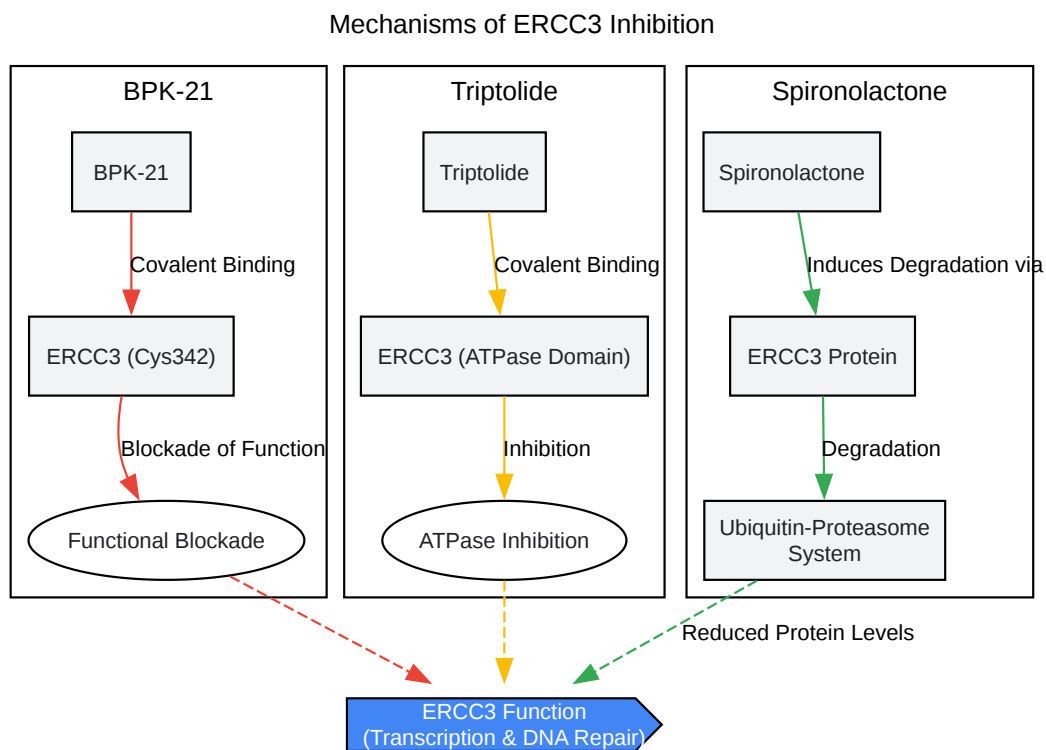 Mechanisms of ERCC3 Inhibition
BPK-21
BPK-21
Covalent Binding
ERCC3 (Cys342)
Blockade of Function
Functional Blockade
Triptolide
Triptolide
Covalent Binding
ERCC3 (ATPase Domain)
Inhibition
ATPase Inhibition
Spironolactone
Spironolactone
Induces Degradation via
ERCC3 Protein
Degradation
Ubiquitin-Proteasome
System
Reduced Protein Levels
ERCC3 Function
(Transcription & DNA Repair)